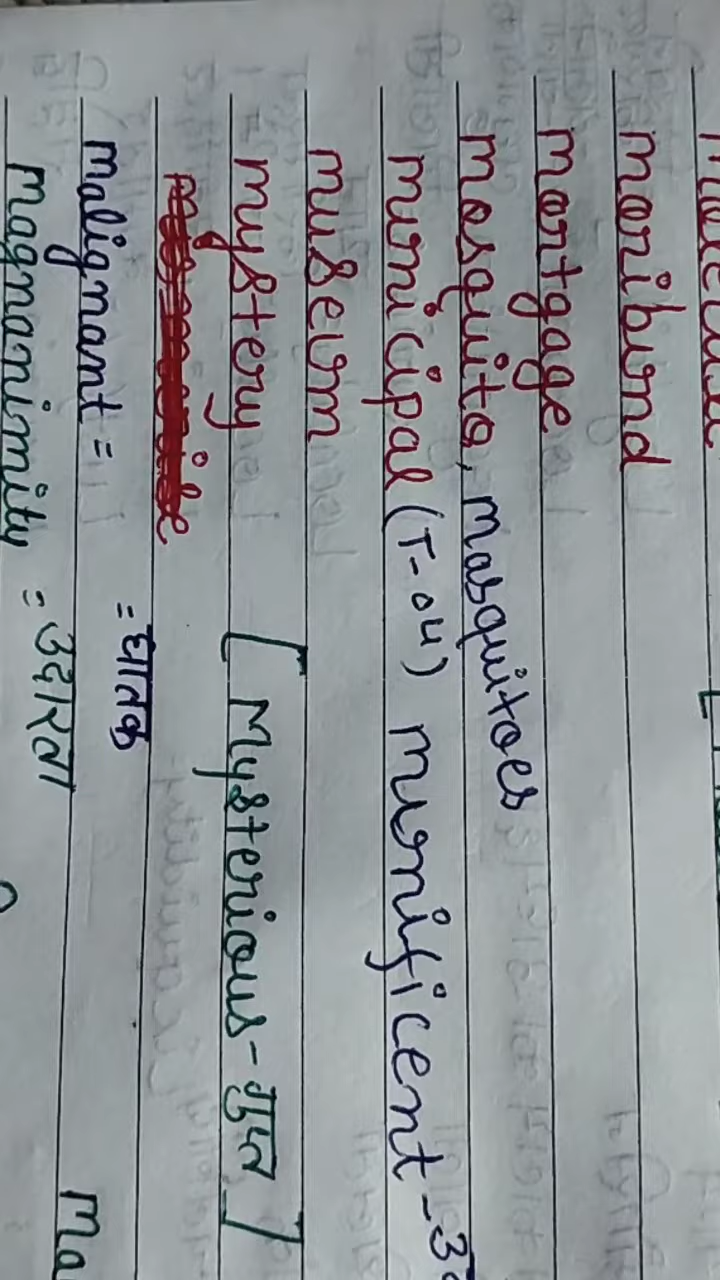 moribund
mortgage
mosquito, mosquitoes
municipal (T-04) munificent -
museum
mystery [Mysterious - गुप्त]
malignant = = घातक
magnanimity = उदारता